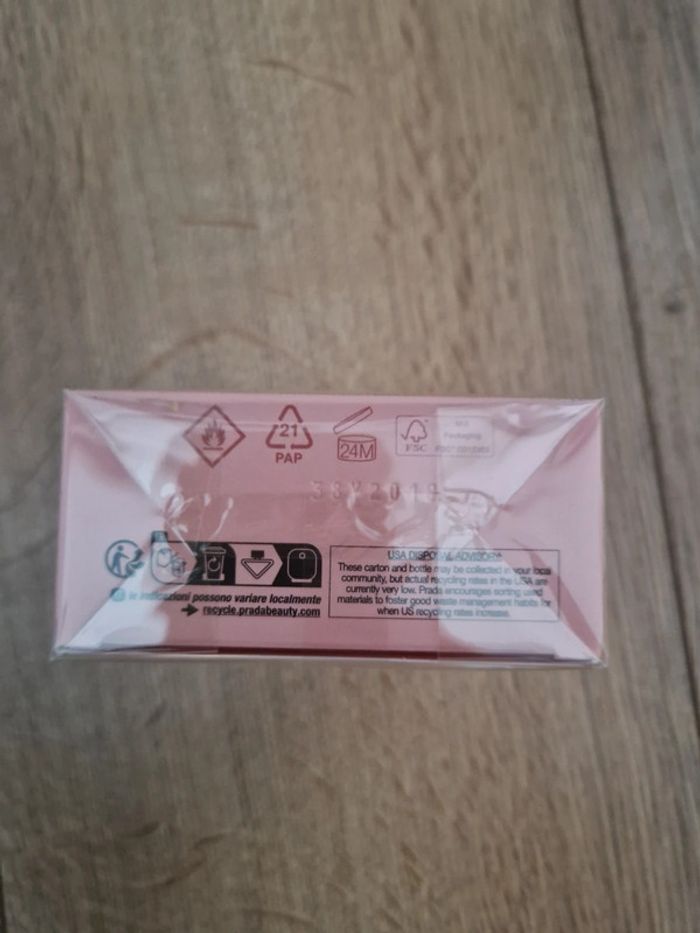 21
PAP
24M
FSC
Packaging
USA DISPOSAL ADVISORY
These carton and bottle may be collected in your local
community, but actual recycling rates in the USA are
currently very low. Prada encourages sorting used
materials to foster good waste management habits for
when US recycling rates increase.
le indicazioni possono variare localmente
recycle.pradabeauty.com